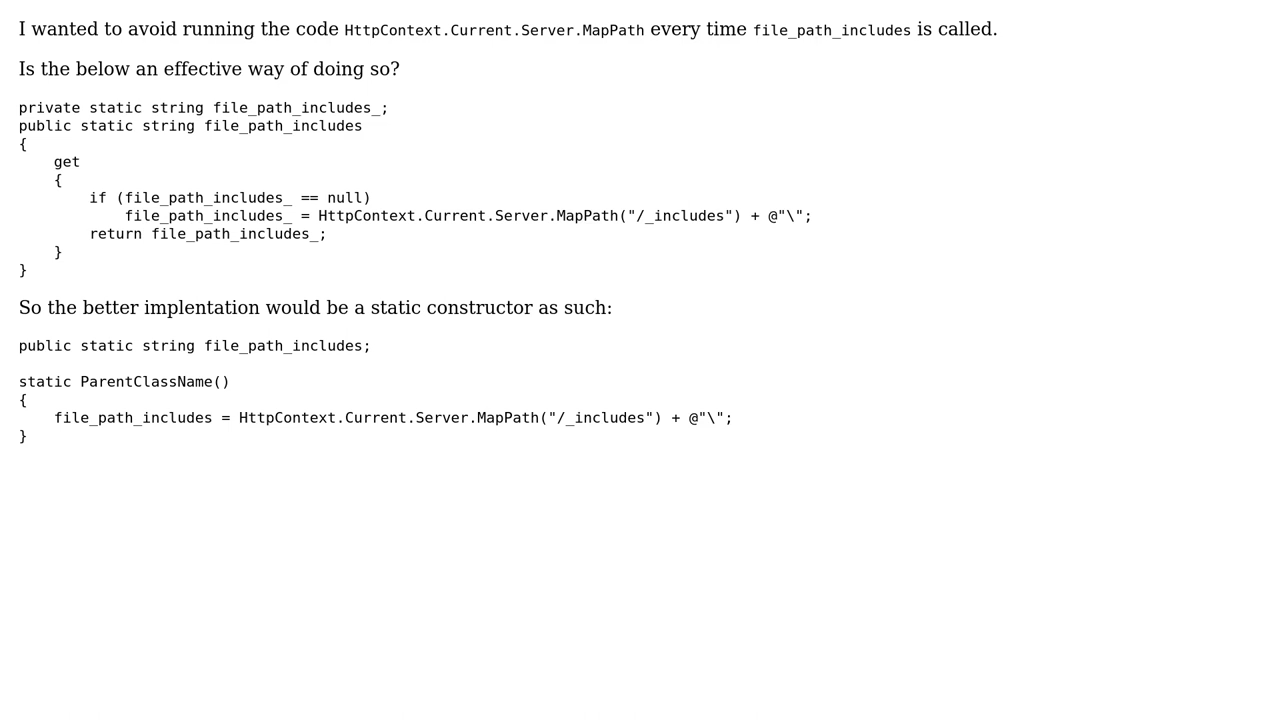 I wanted to avoid running the code HttpContext.Current.Server.MapPath every time file_path_includes is called.
Is the below an effective way of doing so?
private static string file_path_includes_;
public static string file_path_includes
{
    get
    {
        if (file_path_includes_ == null)
            file_path_includes_ = HttpContext.Current.Server.MapPath("/_includes") + @"\";
        return file_path_includes_;
    }
}
So the better implentation would be a static constructor as such:
public static string file_path_includes;

static ParentClassName()
{
    file_path_includes = HttpContext.Current.Server.MapPath("/_includes") + @"\";
}